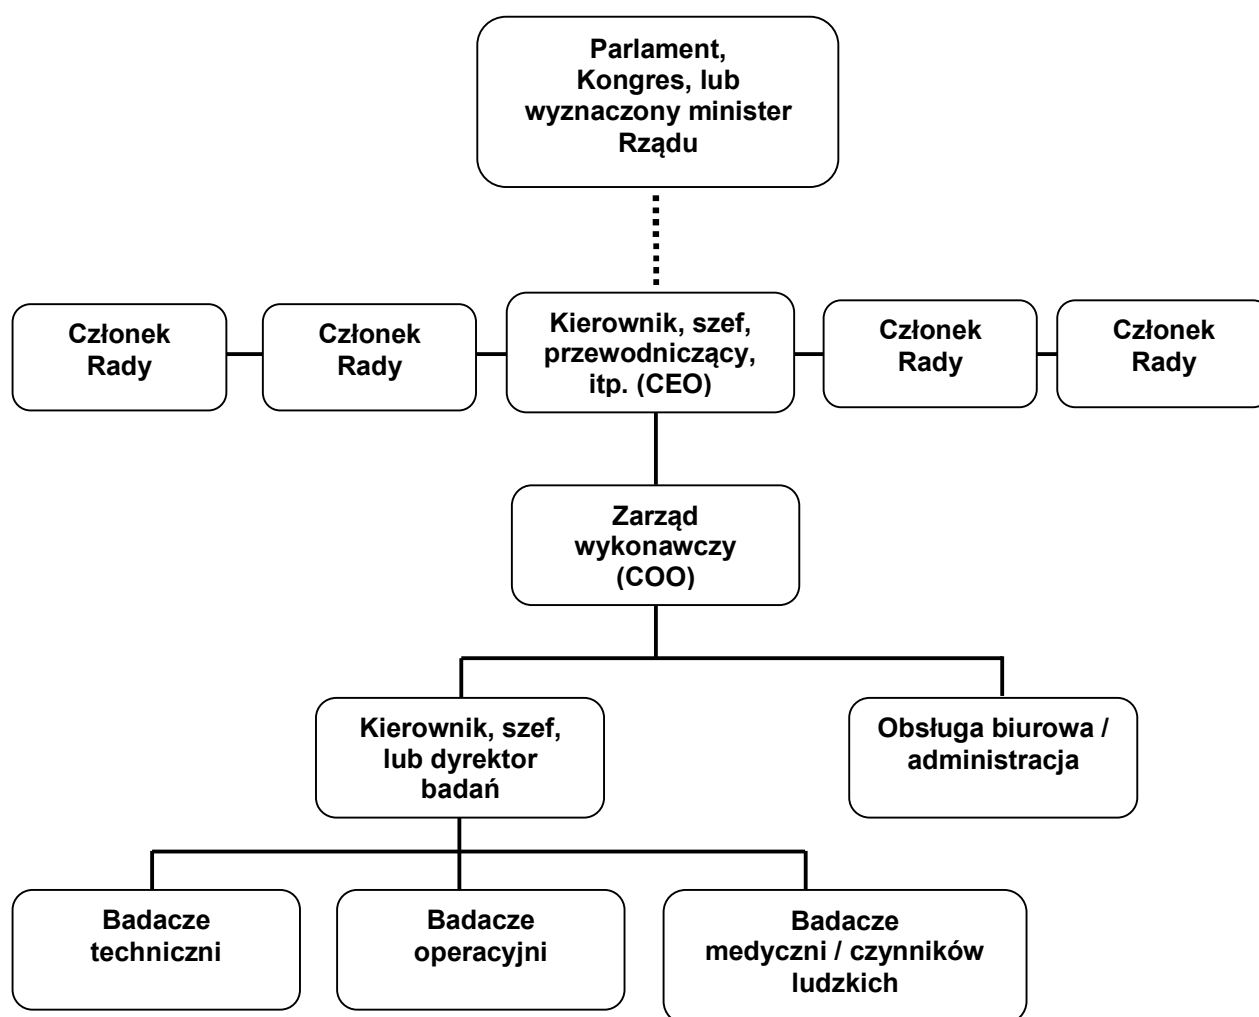 Parlament,
Kongres, lub
wyznaczony minister
Rządu
Członek
Rady
Członek
Rady
Kierownik, szef,
przewodniczący,
itp. (CEO)
Członek
Rady
Członek
Rady
Zarząd
wykonawczy
(COO)
Kierownik, szef,
lub dyrektor
badań
Obsługa biurowa /
administracja
Badacze
techniczni
Badacze
operacyjni
Badacze
medyczni / czynników
ludzkich